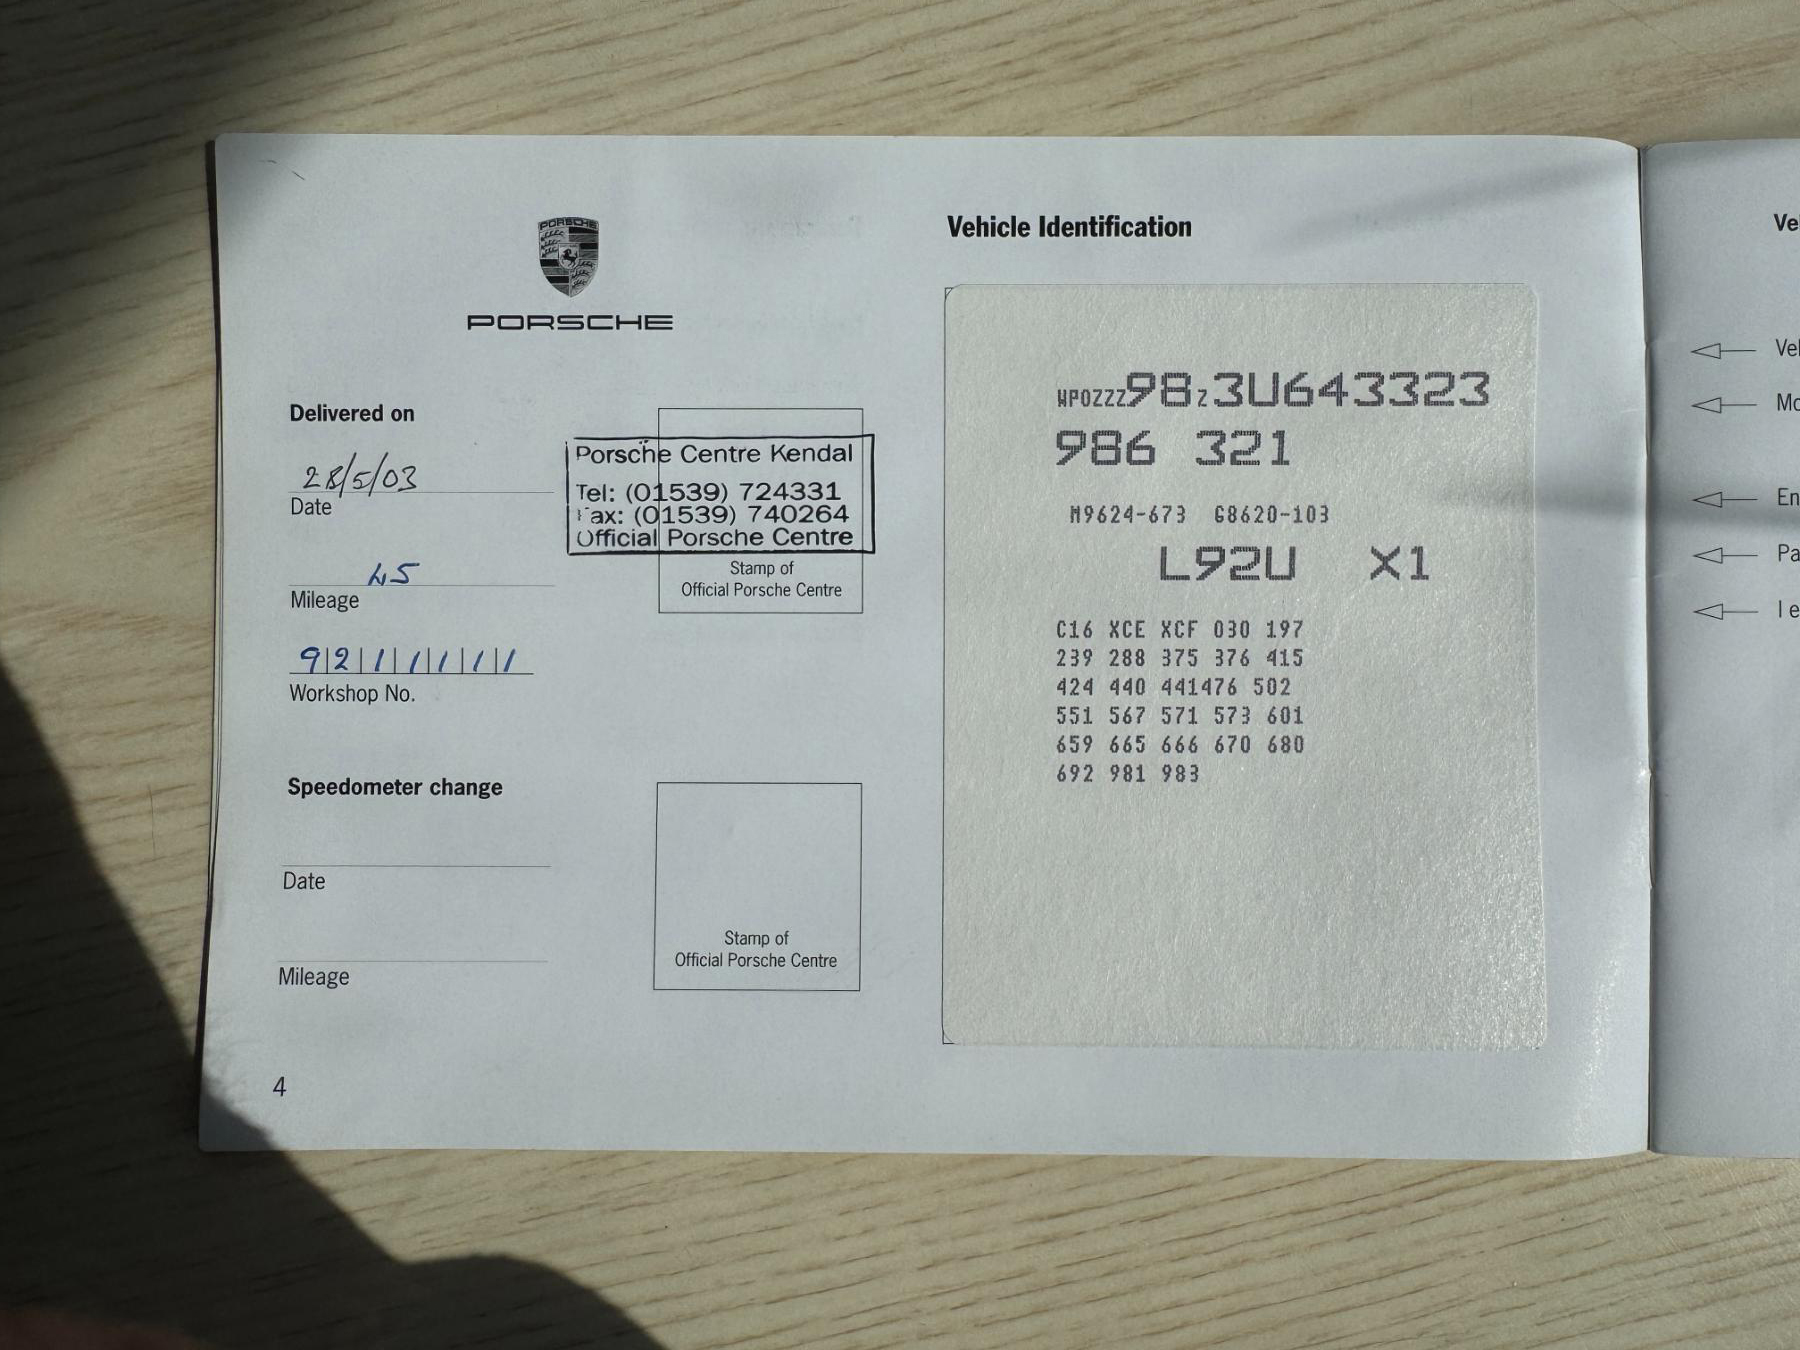 PORSCHE
PORSCHE
Delivered on
28/5/03
Date
45
Mileage
9 2 1 1 1 1 1 1
Workshop No.
Porsche Centre Kendal
Tel: (01539) 724331
Fax: (01539) 740264
Official Porsche Centre
Stamp of
Official Porsche Centre
Speedometer change
Date
Mileage
Stamp of
Official Porsche Centre
4
Vehicle Identification
WP0ZZZ98Z3U643323
986 321
M9624-673 G8620-103
L92U X1
C16 XCE XCF 030 197
239 288 375 376 415
424 440 441476 502
551 567 571 573 601
659 665 666 670 680
692 981 983